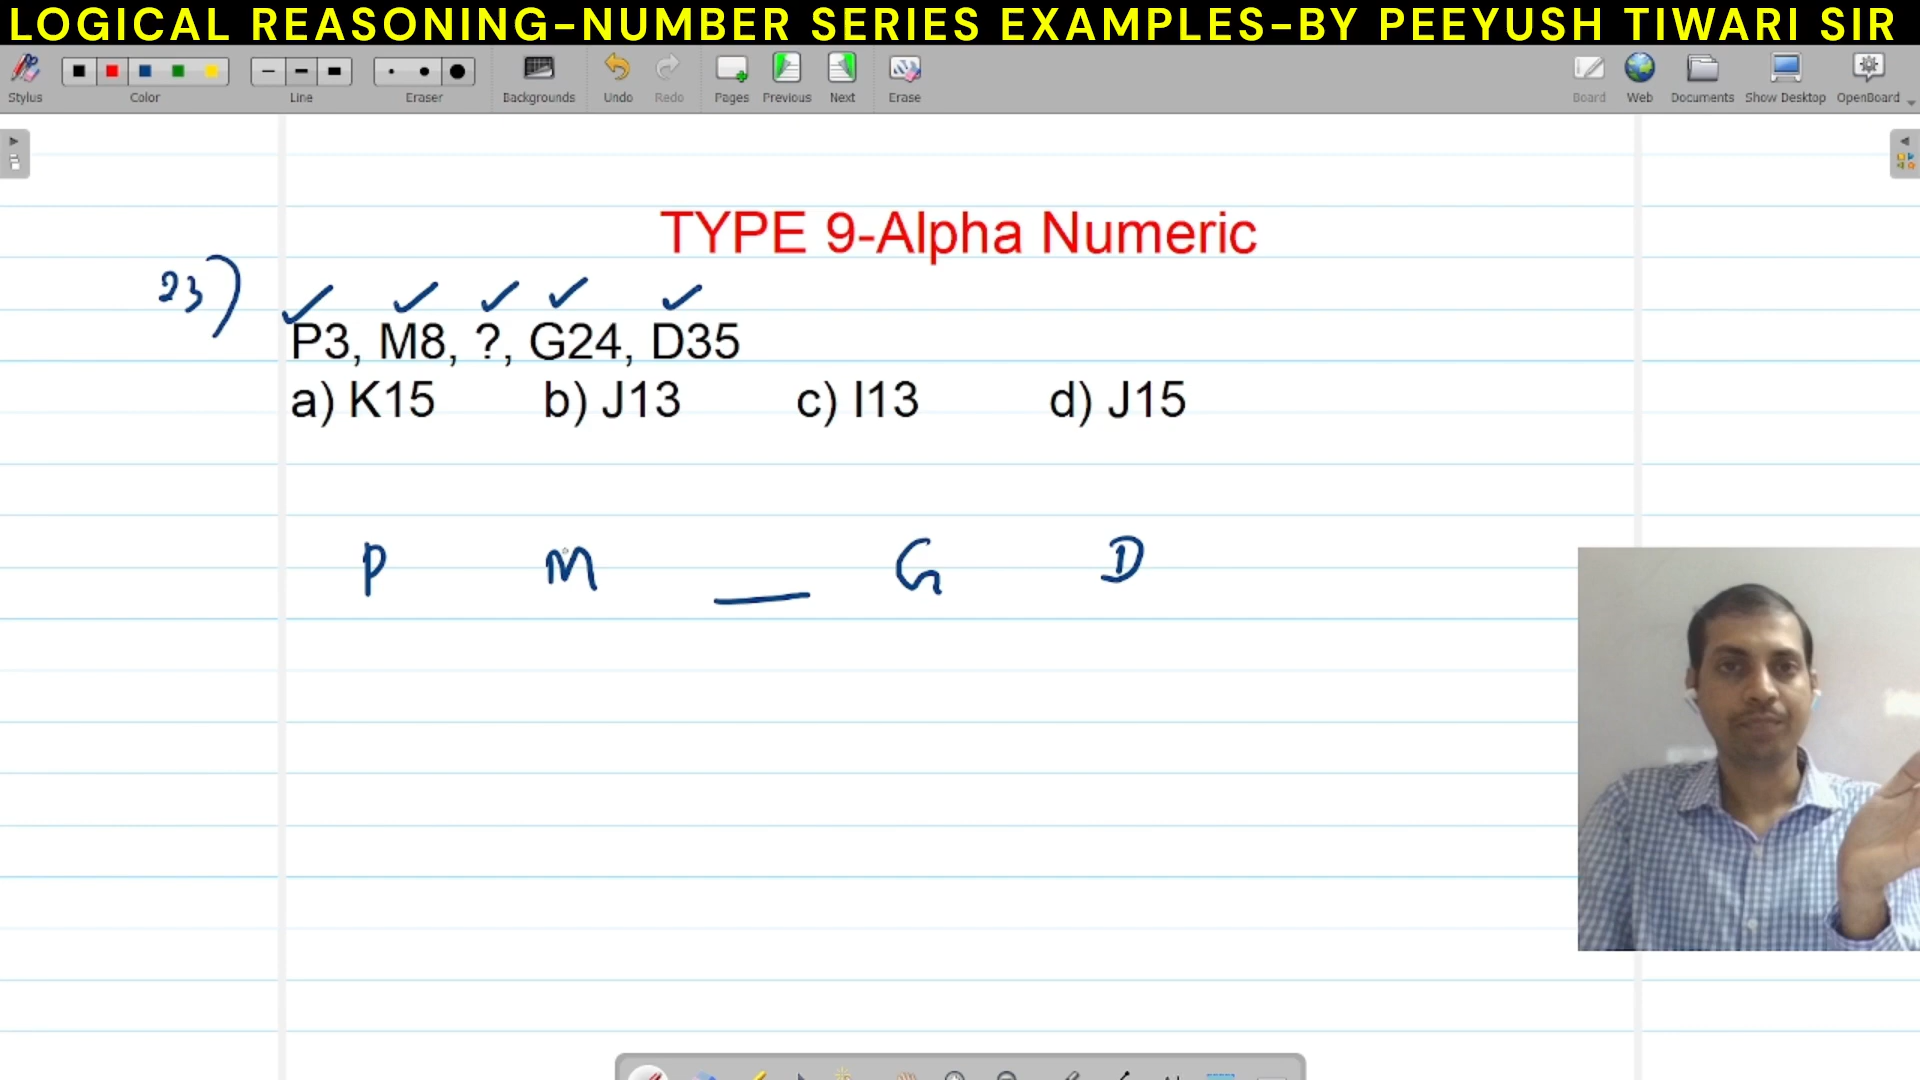 LOGICAL REASONING-NUMBER SERIES EXAMPLES-BY PEEYUSH TIWARI SIR
Stylus Color Line Eraser Backgrounds Undo Redo Pages Previous Next Erase Board Web Documents Show Desktop OpenBoard
TYPE 9-Alpha Numeric
23)
P3, M8, ?, G24, D35
a) K15 b) J13 c) I13 d) J15
P M __ G D